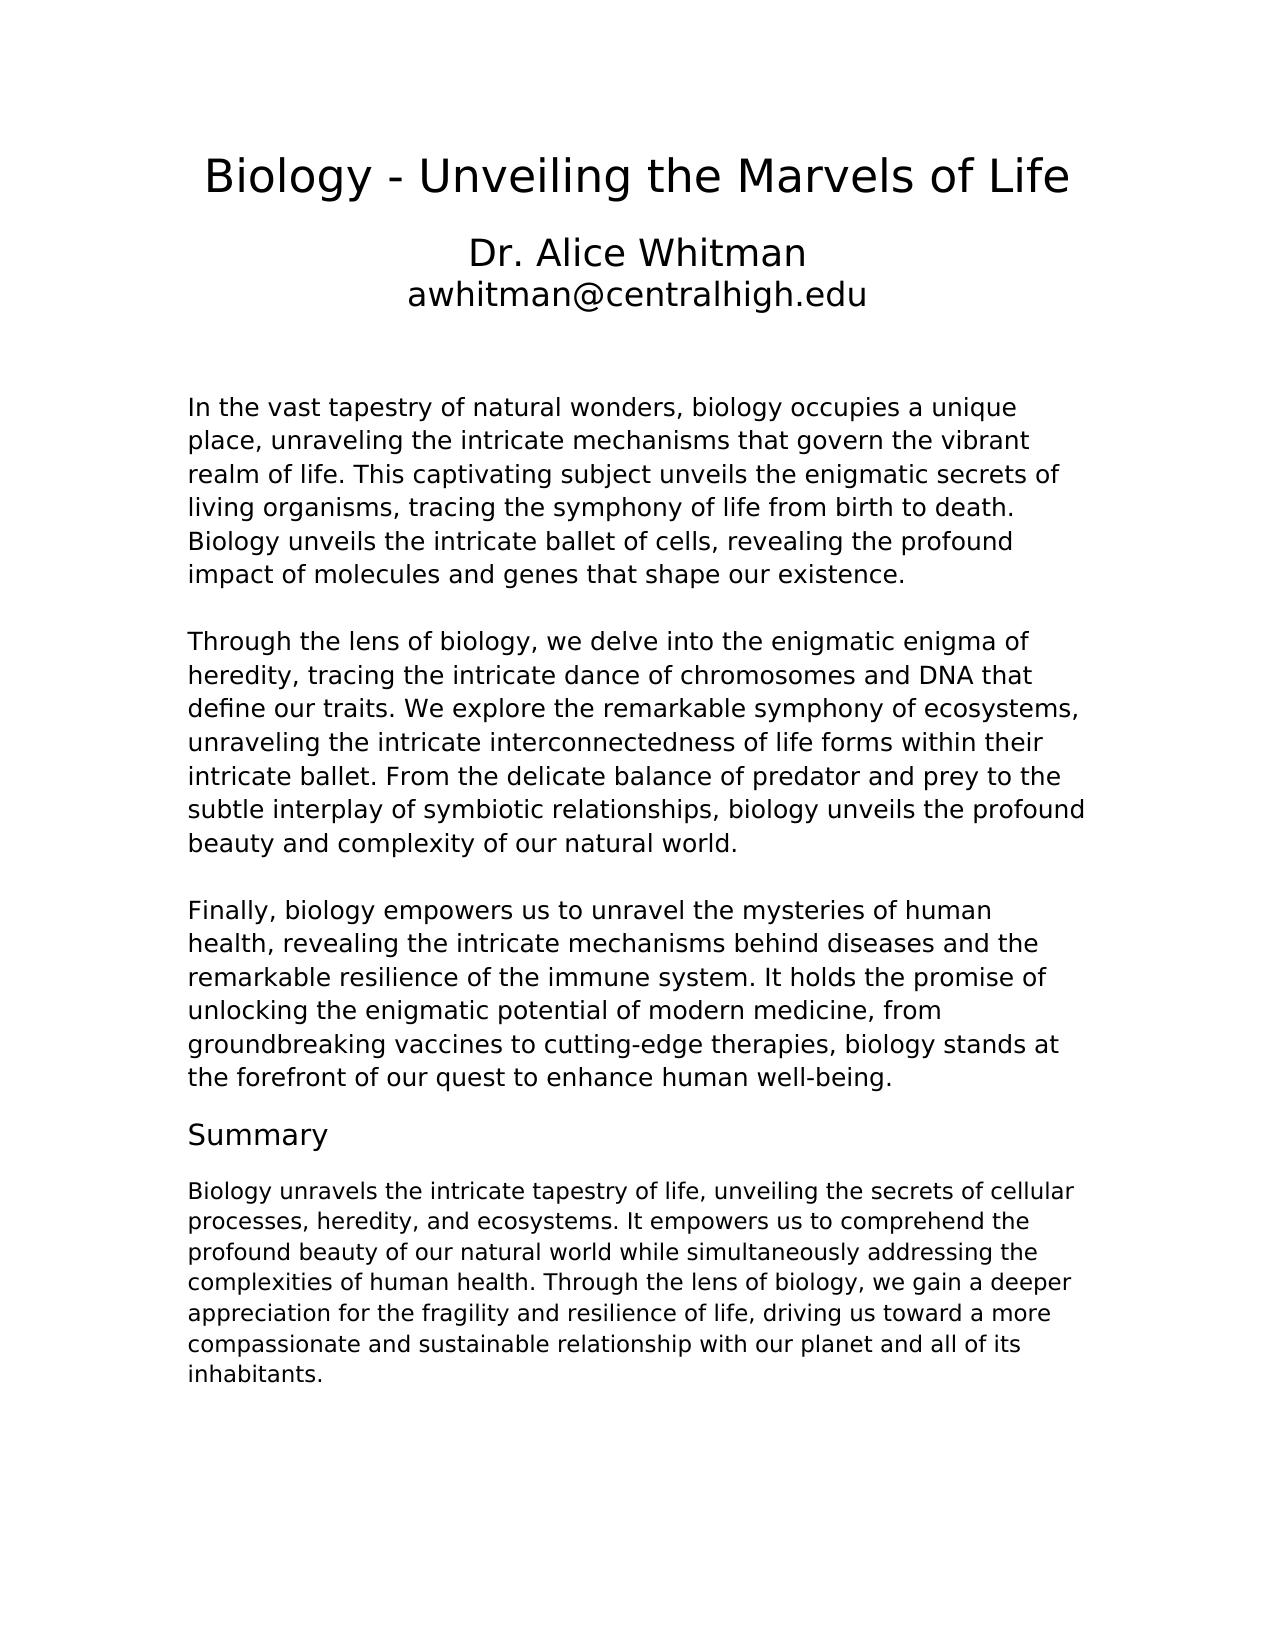 Biology - Unveiling the Marvels of Life
Dr. Alice Whitman
awhitman@centralhigh.edu
In the vast tapestry of natural wonders, biology occupies a unique
place, unraveling the intricate mechanisms that govern the vibrant
realm of life. This captivating subject unveils the enigmatic secrets of
living organisms, tracing the symphony of life from birth to death.
Biology unveils the intricate ballet of cells, revealing the profound
impact of molecules and genes that shape our existence.
Through the lens of biology, we delve into the enigmatic enigma of
heredity, tracing the intricate dance of chromosomes and DNA that
define our traits. We explore the remarkable symphony of ecosystems,
unraveling the intricate interconnectedness of life forms within their
intricate ballet. From the delicate balance of predator and prey to the
subtle interplay of symbiotic relationships, biology unveils the profound
beauty and complexity of our natural world.
Finally, biology empowers us to unravel the mysteries of human
health, revealing the intricate mechanisms behind diseases and the
remarkable resilience of the immune system. It holds the promise of
unlocking the enigmatic potential of modern medicine, from
groundbreaking vaccines to cutting-edge therapies, biology stands at
the forefront of our quest to enhance human well-being.
Summary
Biology unravels the intricate tapestry of life, unveiling the secrets of cellular
processes, heredity, and ecosystems. It empowers us to comprehend the
profound beauty of our natural world while simultaneously addressing the
complexities of human health. Through the lens of biology, we gain a deeper
appreciation for the fragility and resilience of life, driving us toward a more
compassionate and sustainable relationship with our planet and all of its
inhabitants.